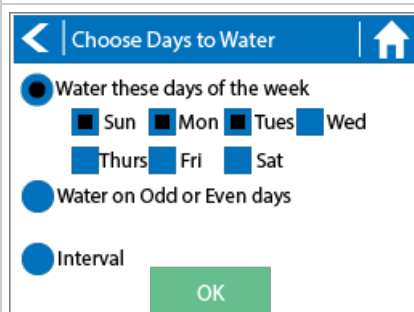 Choose Days to Water
Water these days of the week
Sun Mon Tues Wed
Thurs Fri Sat
Water on Odd or Even days
Interval
OK